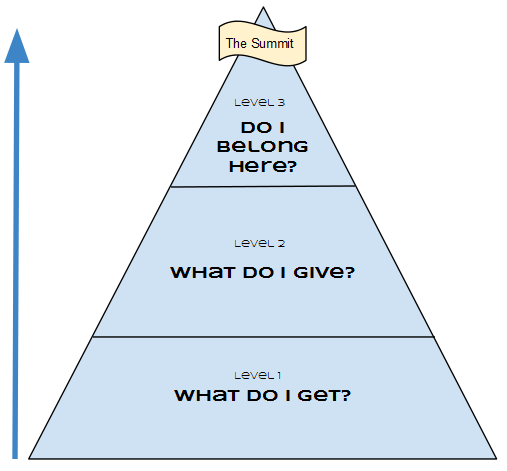 The Summit
Level 3
Do I
Belong
Here?
Level 2
What do I give?
Level 1
What do I get?